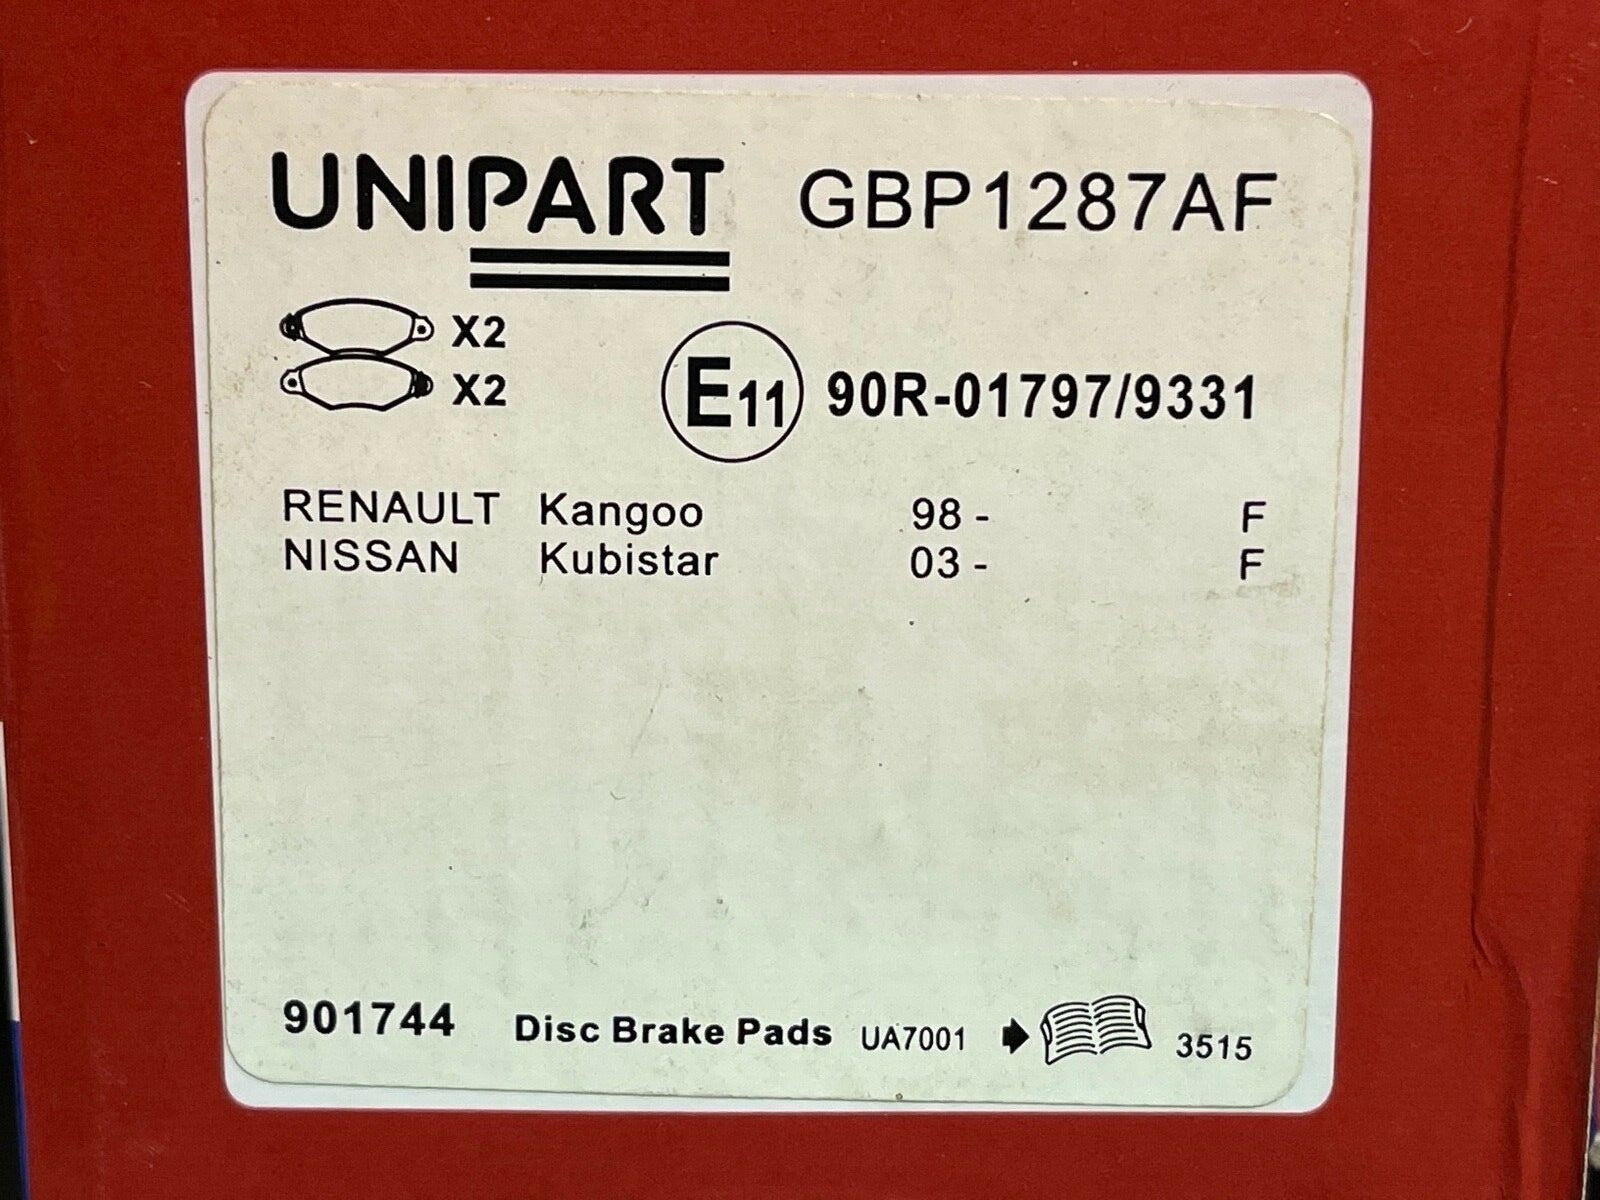 UNIPART GBP1287AF
X2
X2
E11 90R-01797/9331
RENAULT Kangoo 98 - F
NISSAN Kubistar 03 - F
901744 Disc Brake Pads UA7001 3515